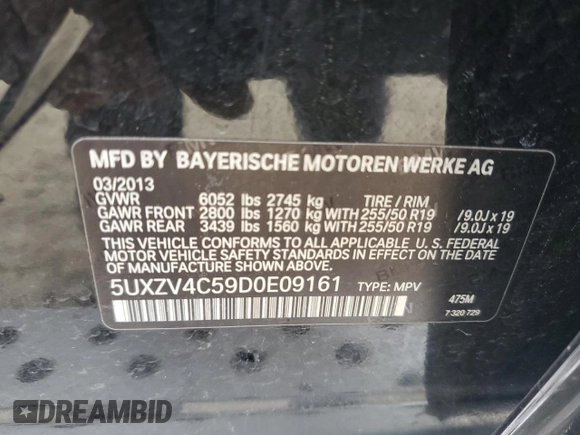 MFD BY BAYERISCHE MOTOREN WERKE AG
03/2013
GVWR 6052 lbs 2745 kg TIRE / RIM
GAWR FRONT 2800 lbs 1270 kg WITH 255/50 R19 /9.0J x 19
GAWR REAR 3439 lbs 1560 kg WITH 255/50 R19 /9.0J x 19
THIS VEHICLE CONFORMS TO ALL APPLICABLE U.S. FEDERAL
MOTOR VEHICLE SAFETY STANDARDS IN EFFECT ON THE
DATE OF MANUFACTURE SHOWN ABOVE.
5UXZV4C59D0E09161 TYPE: MPV
475M
7 320 729
DREAMBID